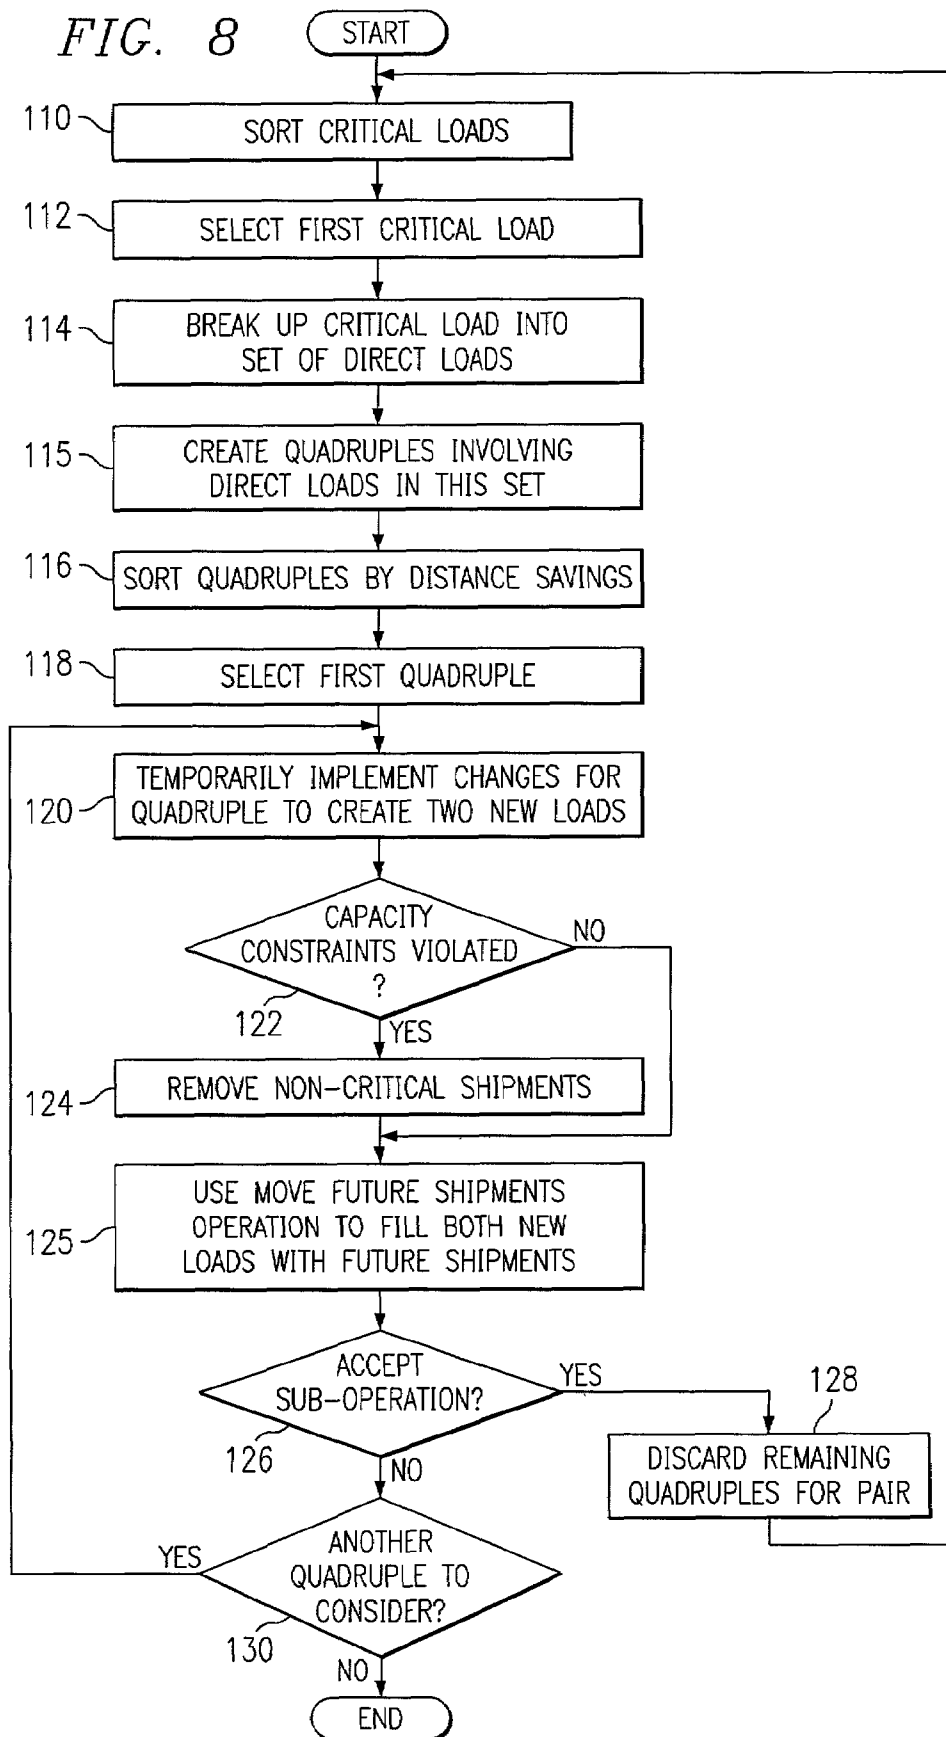 FIG. 8
START
110
SORT CRITICAL LOADS
112
SELECT FIRST CRITICAL LOAD
114
BREAK UP CRITICAL LOAD INTO
SET OF DIRECT LOADS
115
CREATE QUADRUPLES INVOLVING
DIRECT LOADS IN THIS SET
116
SORT QUADRUPLES BY DISTANCE SAVINGS
118
SELECT FIRST QUADRUPLE
120
TEMPORARILY IMPLEMENT CHANGES FOR
QUADRUPLE TO CREATE TWO NEW LOADS
CAPACITY
CONSTRAINTS VIOLATED
?
NO
122
YES
124
REMOVE NON-CRITICAL SHIPMENTS
125
USE MOVE FUTURE SHIPMENTS
OPERATION TO FILL BOTH NEW
LOADS WITH FUTURE SHIPMENTS
ACCEPT
SUB-OPERATION?
YES
126
NO
128
DISCARD REMAINING
QUADRUPLES FOR PAIR
YES
ANOTHER
QUADRUPLE TO
CONSIDER?
130
NO
END